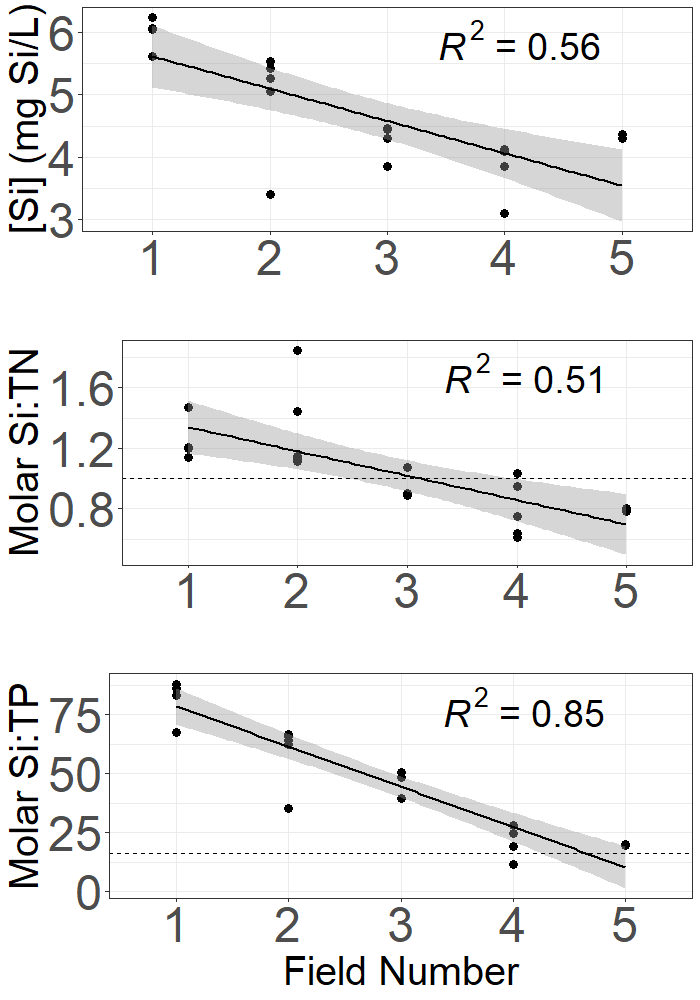 [Si] (mg Si/L)
6
5
4
3
R² = 0.56
1 2 3 4 5
Molar Si:TN
1.6
1.2
0.8
R² = 0.51
1 2 3 4 5
Molar Si:TP
75
50
25
0
R² = 0.85
1 2 3 4 5
Field Number